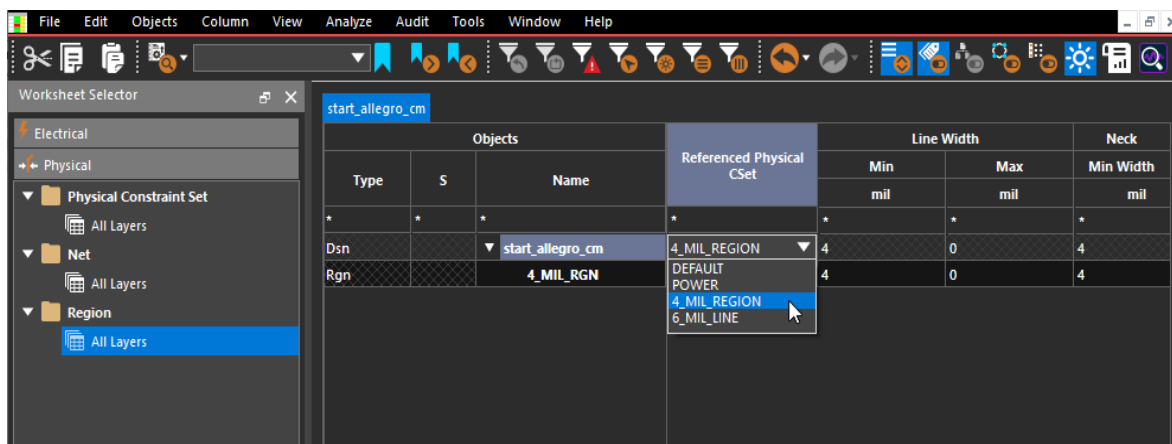 File Edit Objects Column View Analyze Audit Tools Window Help
Worksheet Selector
Electrical
Physical
Physical Constraint Set
All Layers
Net
All Layers
Region
All Layers
start_allegro_cm
Objects Referenced Physical CSet Line Width Neck
Type S Name Min Max Min Width
mil mil mil
* * * * * * *
Dsn start_allegro_cm 4_MIL_REGION 4 0 4
Rgn 4_MIL_RGN 4 0 4
DEFAULT
POWER
4_MIL_REGION
6_MIL_LINE